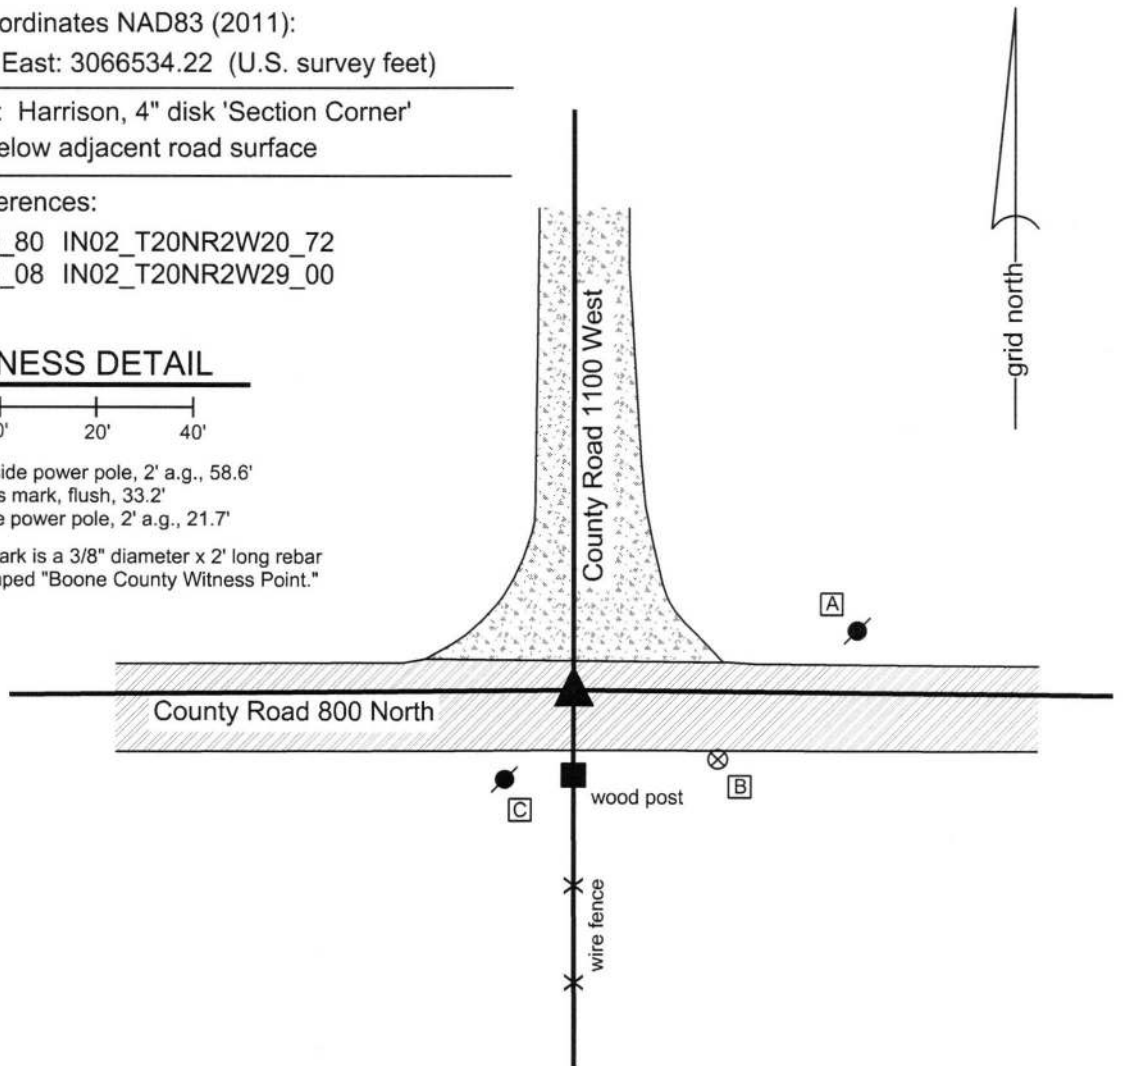 ordinates NAD83 (2011):
East: 3066534.22 (U.S. survey feet)
: Harrison, 4" disk 'Section Corner'
elow adjacent road surface
erences:
_80 IN02_T20NR2W20_72
_08 IN02_T20NR2W29_00
NESS DETAIL
0' 20' 40'
ide power pole, 2' a.g., 58.6'
s mark, flush, 33.2'
e power pole, 2' a.g., 21.7'
ark is a 3/8" diameter x 2' long rebar
ped "Boone County Witness Point."
grid north
County Road 1100 West
A
County Road 800 North
B
C
wood post
wire fence